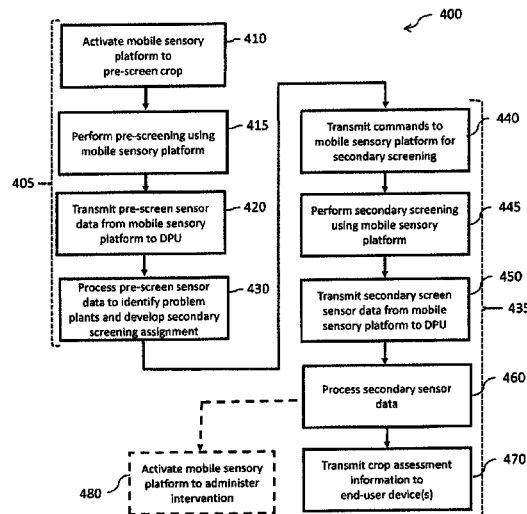 400
Activate mobile sensory
platform to
pre-screen crop
410
Perform pre-screening using
mobile sensory platform
415
405
Transmit pre-screen sensor
data from mobile sensory
platform to DPU
420
Process pre-screen sensor
data to identify problem
plants and develop secondary
screening assignment
430
Transmit commands to
mobile sensory platform for
secondary screening
440
Perform secondary screening
using mobile sensory
platform
445
Transmit secondary screen
sensor data from mobile
sensory platform to DPU
450
435
Process secondary sensor
data
460
Transmit crop assessment
information to
end-user device(s)
470
Activate mobile sensory
platform to administer
intervention
480